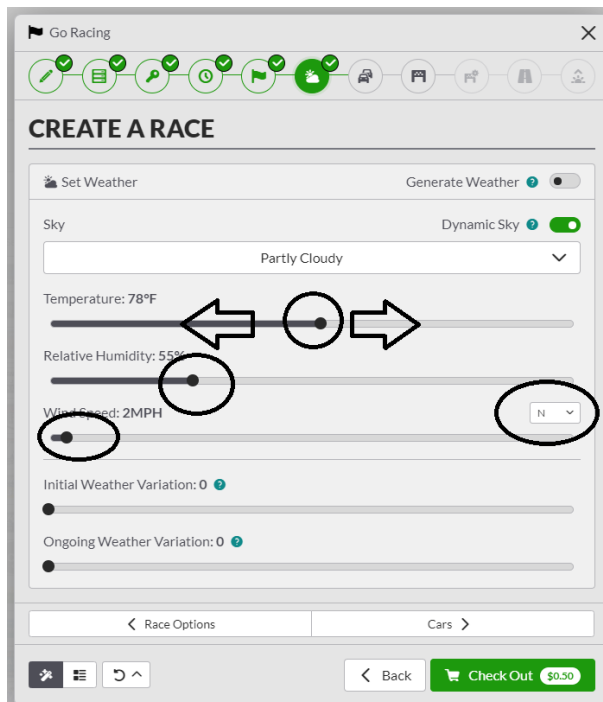 Go Racing
CREATE A RACE
Set Weather
Generate Weather ?
Sky
Dynamic Sky ?
Partly Cloudy
Temperature: 78°F
Relative Humidity: 55%
Wind Speed: 2MPH
N
Initial Weather Variation: 0 ?
Ongoing Weather Variation: 0 ?
Race Options
Cars
Back
Check Out $0.50